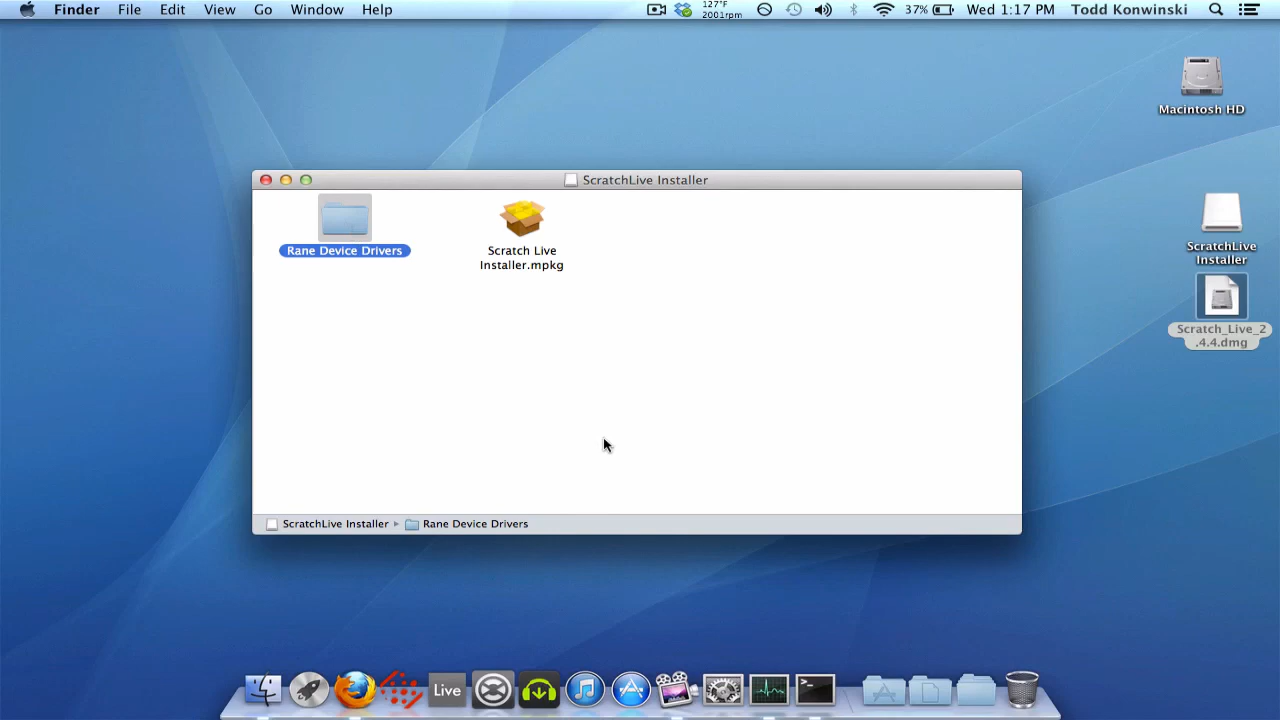 Finder File Edit View Go Window Help 127°F 2001rpm 37% Wed 1:17 PM Todd Konwinski
Macintosh HD
ScratchLive Installer
Rane Device Drivers
Scratch Live
Installer.mpkg
ScratchLive
Installer
Scratch_Live_2
.4.4.dmg
ScratchLive Installer Rane Device Drivers
Live
>_